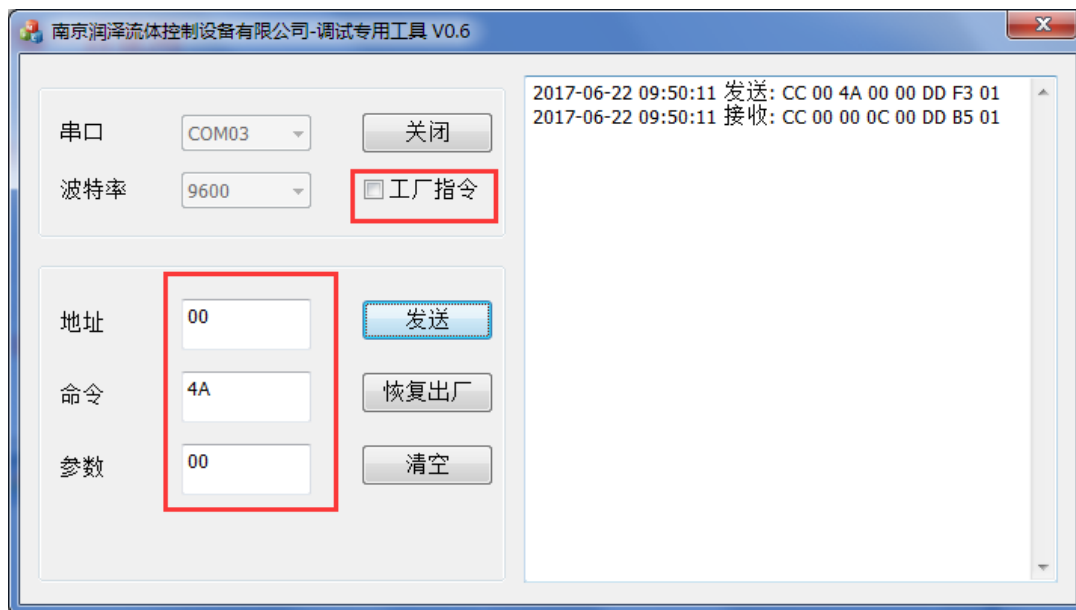 南京润泽流体控制设备有限公司-调试专用工具 V0.6
串口
COM03
关闭
波特率
9600
工厂指令
地址
00
发送
命令
4A
恢复出厂
参数
00
清空
2017-06-22 09:50:11 发送: CC 00 4A 00 00 DD F3 01
2017-06-22 09:50:11 接收: CC 00 00 0C 00 DD B5 01